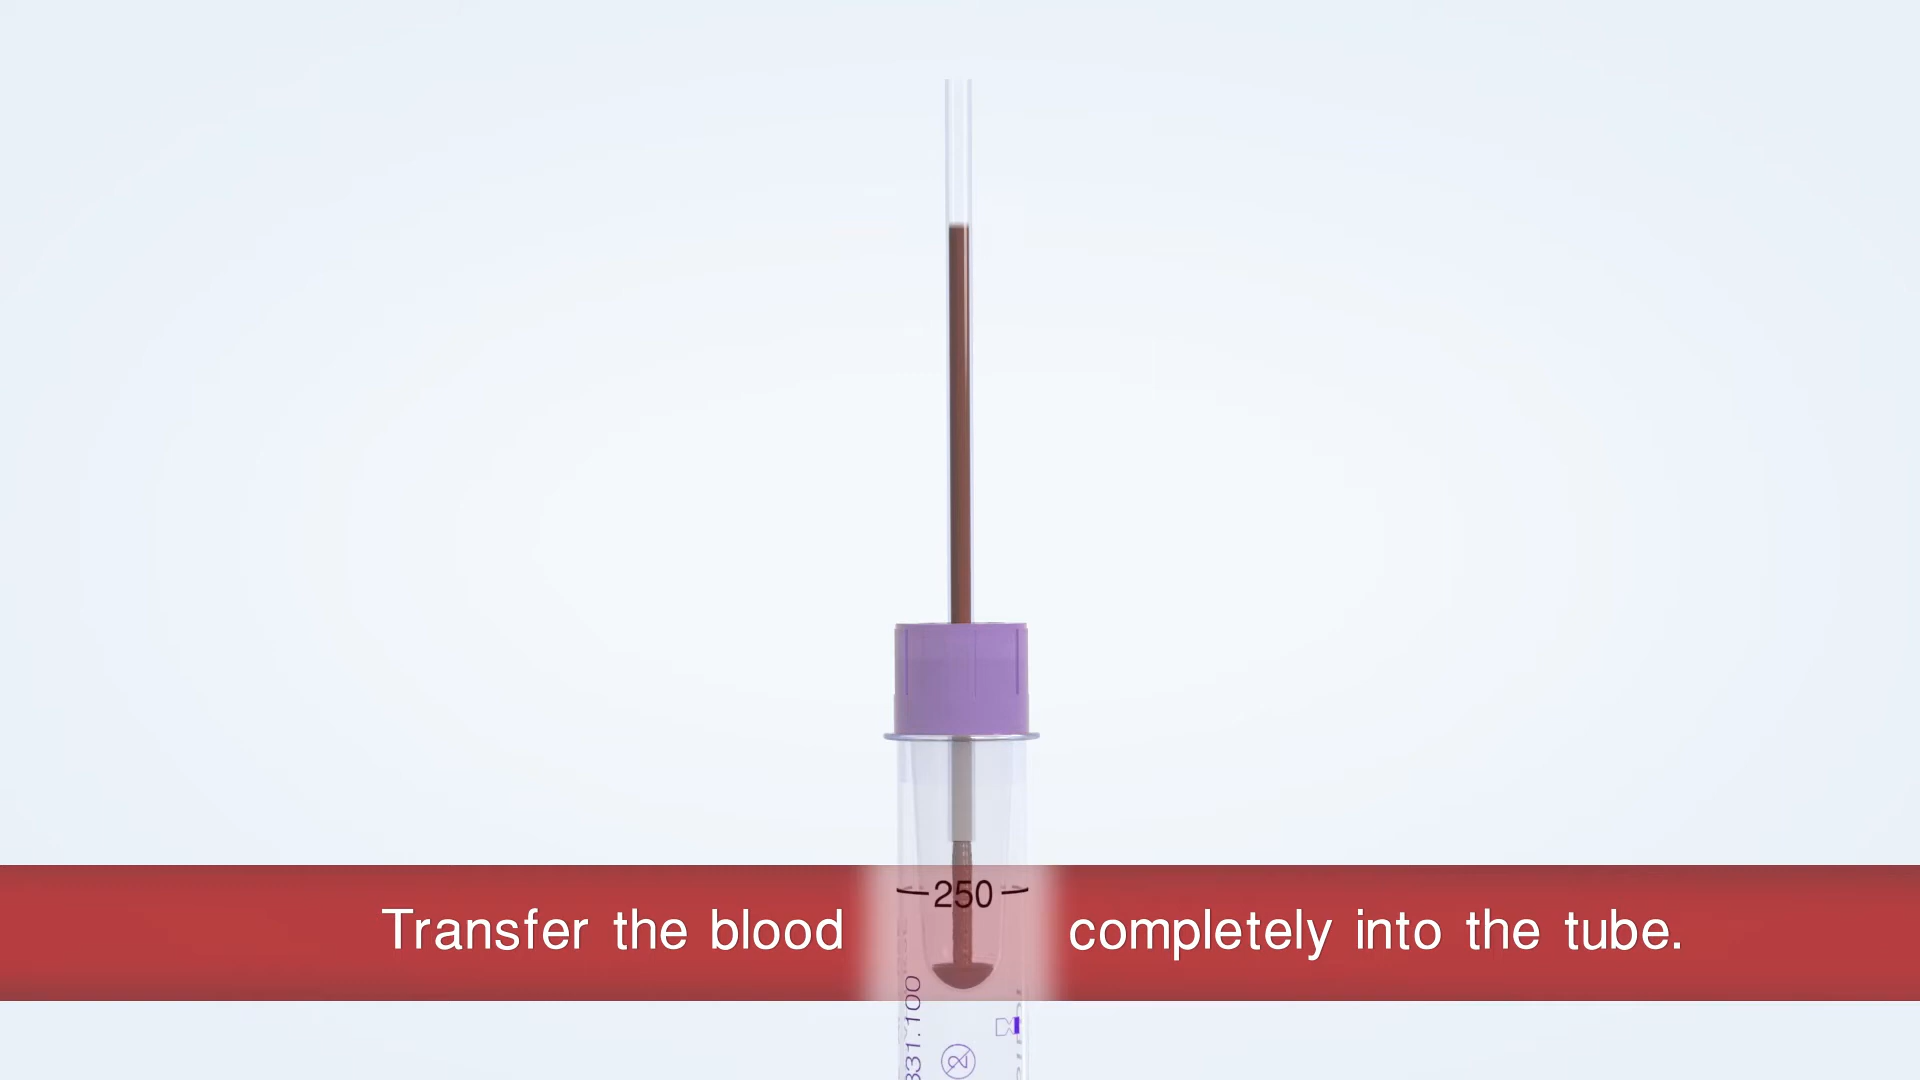 250
Transfer the blood completely into the tube.
331.100